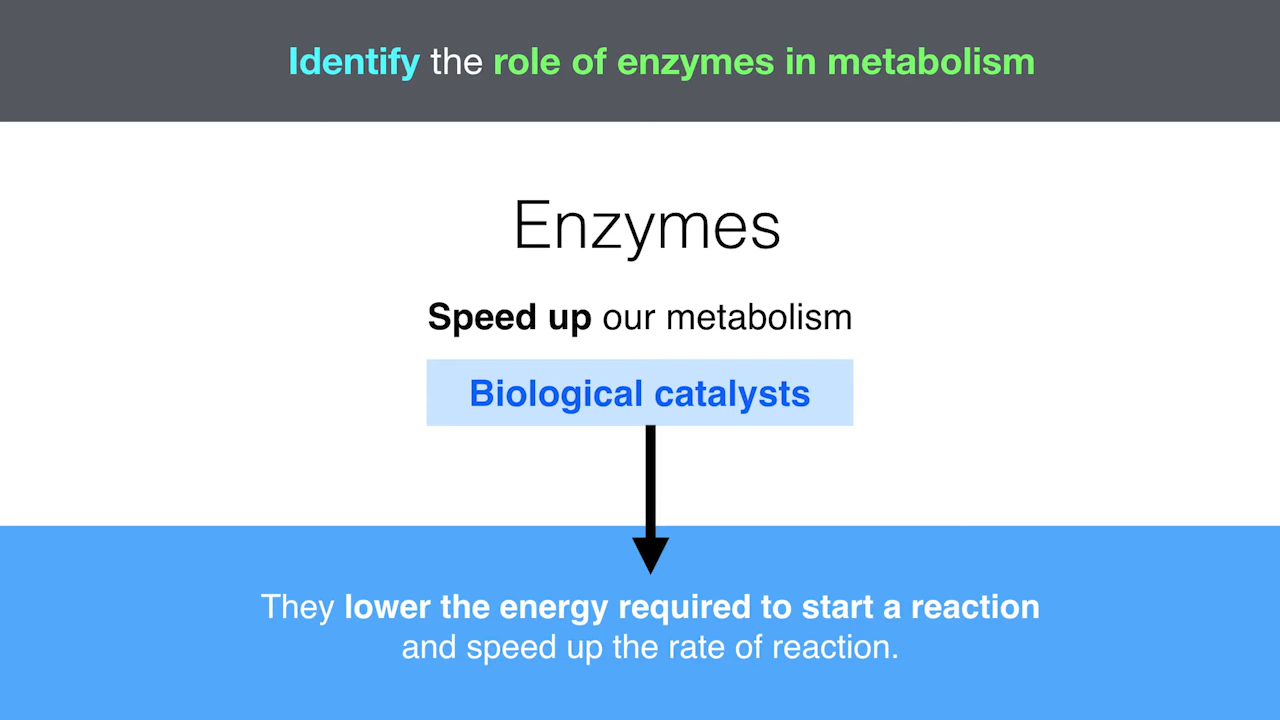 Identify the role of enzymes in metabolism
Enzymes
Speed up our metabolism
Biological catalysts
They lower the energy required to start a reaction
and speed up the rate of reaction.